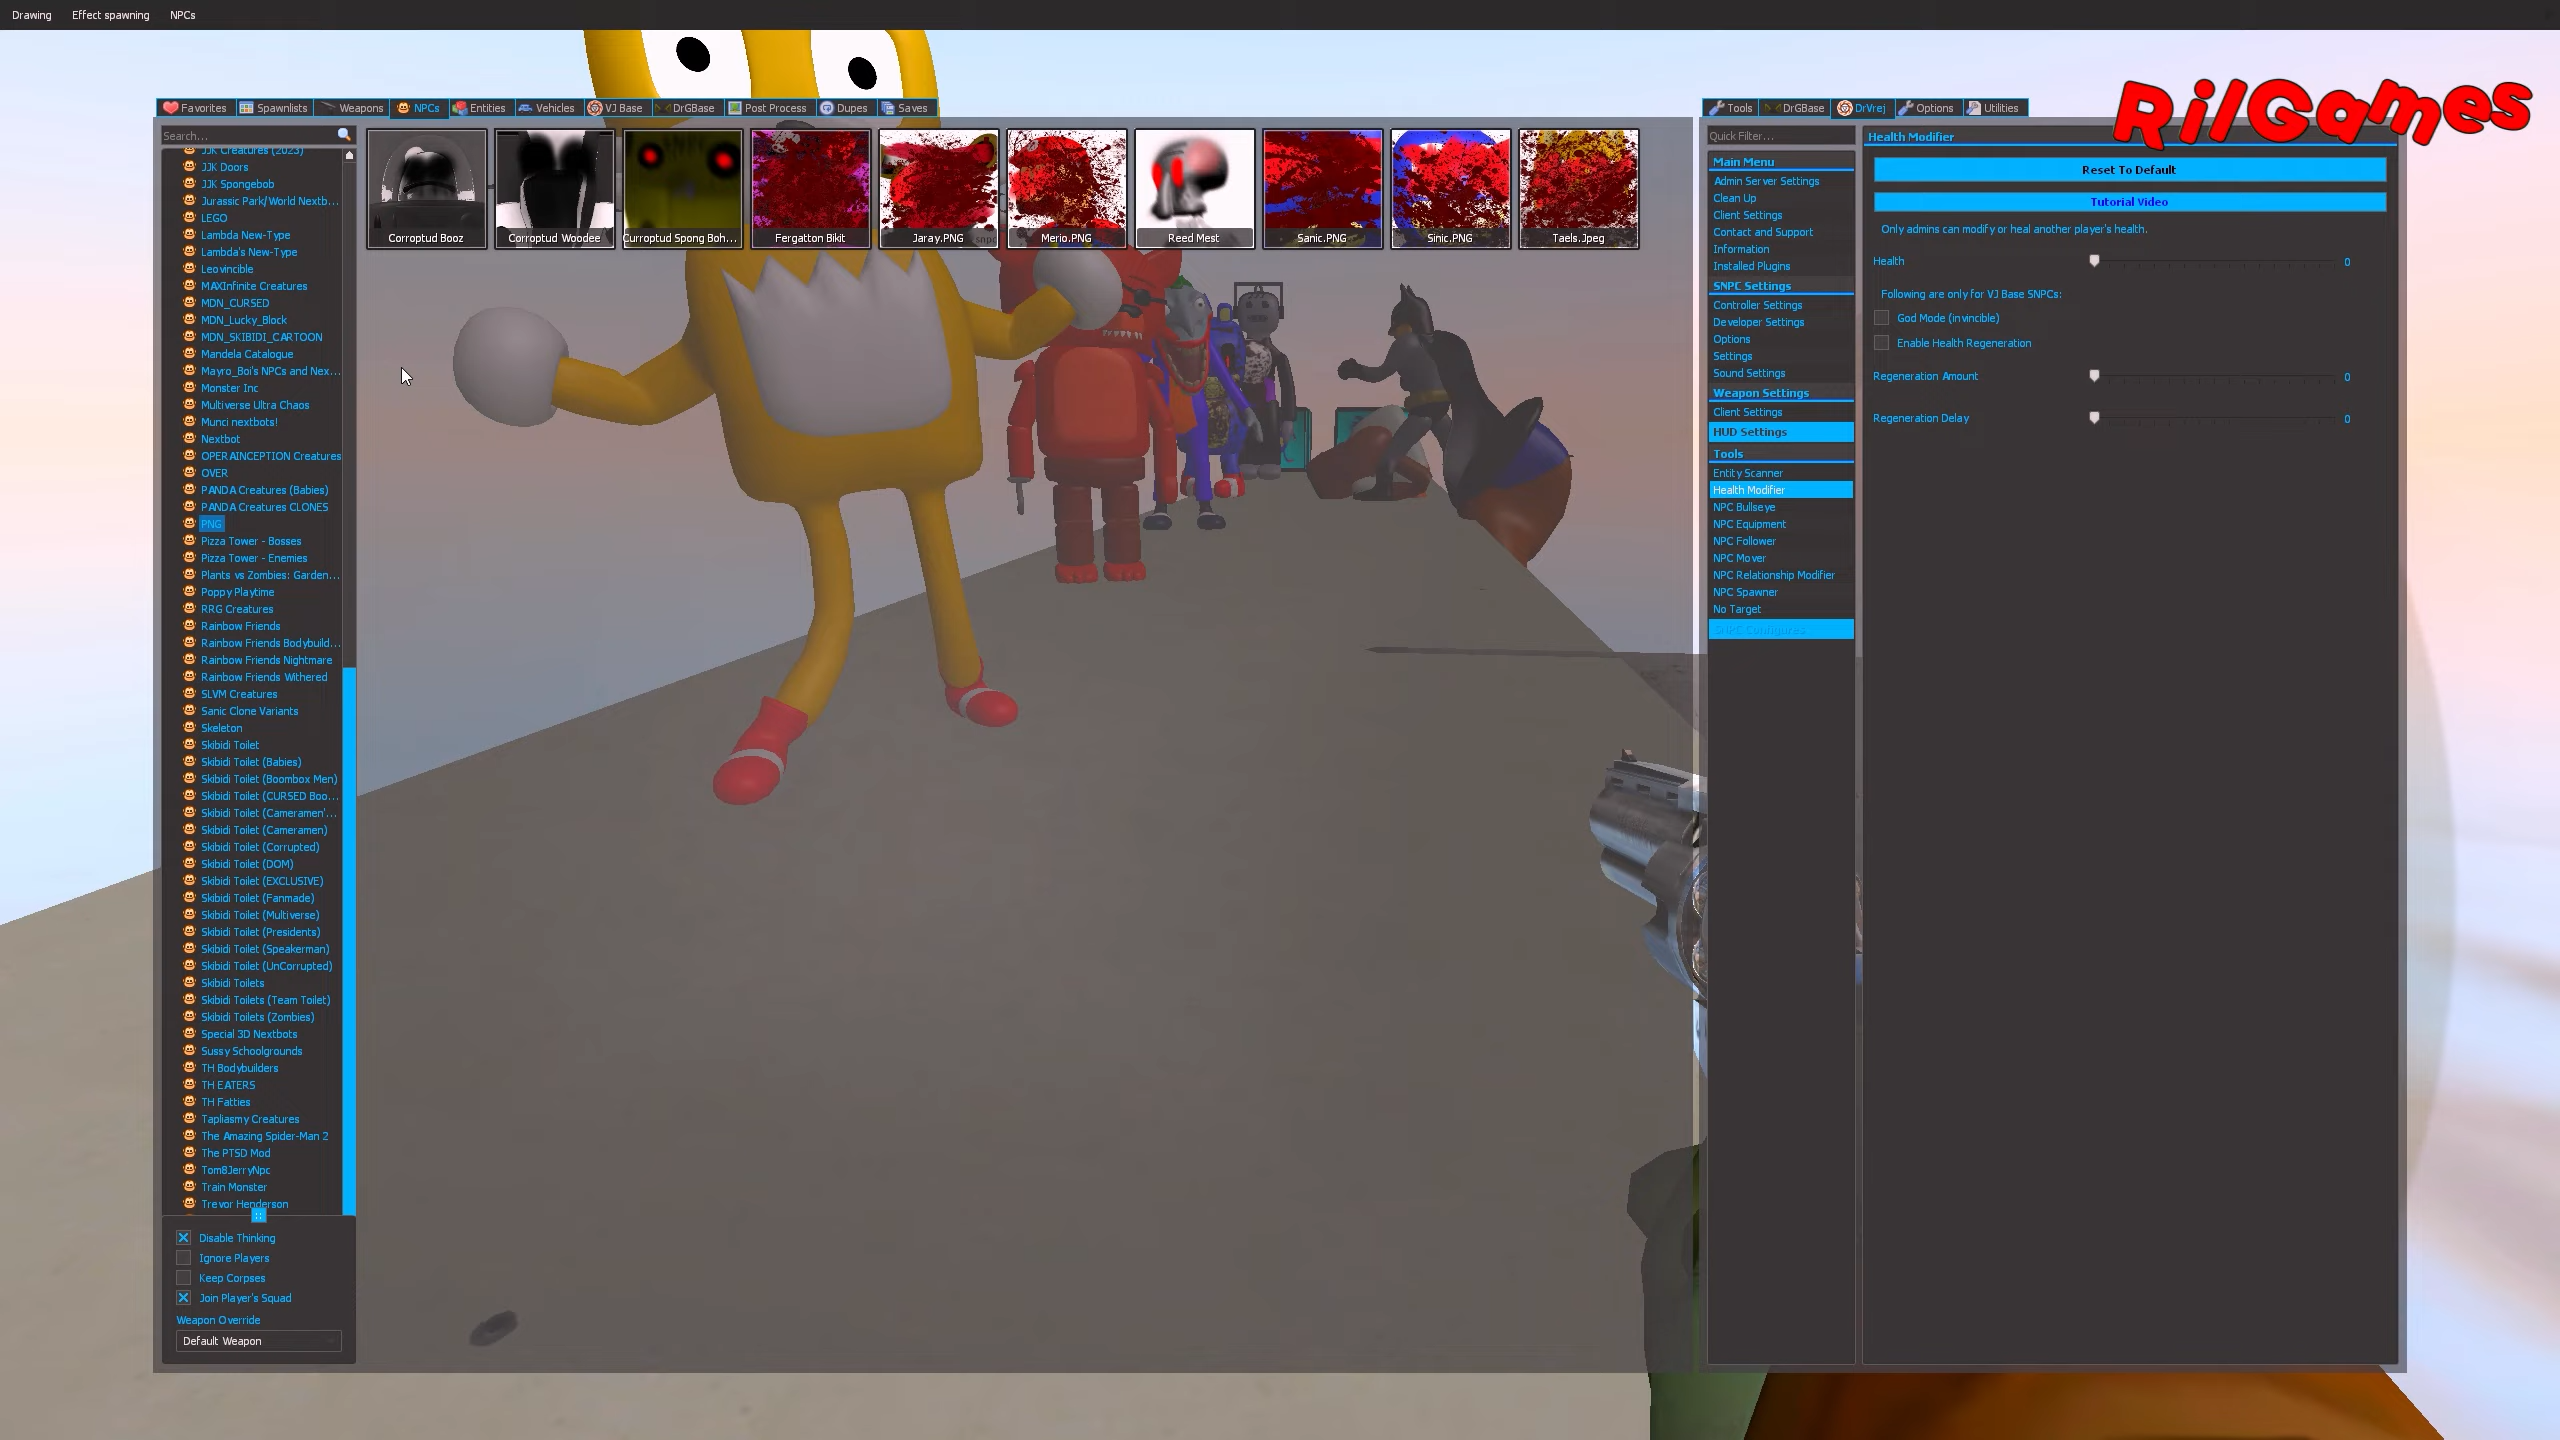 Drawing
Effect spawning
NPCs
RilGames
Favorites
Spawnlists
Weapons
NPCs
Entities
Vehicles
VJ Base
DrGBase
Post Process
Dupes
Saves
Search...
JJK Creatures (2023)
JJK Doors
JJK Spongebob
Jurassic Park/World Nextb...
LEGO
Lambda New-Type
Lambda's New-Type
Leovincible
MAXInfinite Creatures
MDN_CURSED
MDN_Lucky_Block
MDN_SKIBIDI_CARTOON
Mandela Catalogue
Mayro_Boi's NPCs and Nex...
Monster Inc
Multiverse Ultra Chaos
Munci nextbots!
Nextbot
OPERAINCEPTION Creatures
OVER
PANDA Creatures (Babies)
PANDA Creatures CLONES
PNG
Pizza Tower - Bosses
Pizza Tower - Enemies
Plants vs Zombies: Garden...
Poppy Playtime
RRG Creatures
Rainbow Friends
Rainbow Friends Bodybuild...
Rainbow Friends Nightmare
Rainbow Friends Withered
SLVM Creatures
Sanic Clone Variants
Skeleton
Skibidi Toilet
Skibidi Toilet (Babies)
Skibidi Toilet (Boombox Men)
Skibidi Toilet (CURSED Boo...
Skibidi Toilet (Cameramen'...
Skibidi Toilet (Cameramen)
Skibidi Toilet (Corrupted)
Skibidi Toilet (DOM)
Skibidi Toilet (EXCLUSIVE)
Skibidi Toilet (Fanmade)
Skibidi Toilet (Multiverse)
Skibidi Toilet (Presidents)
Skibidi Toilet (Speakerman)
Skibidi Toilet (UnCorrupted)
Skibidi Toilets
Skibidi Toilets (Team Toilet)
Skibidi Toilets (Zombies)
Special 3D Nextbots
Sussy Schoolgrounds
TH Bodybuilders
TH EATERS
TH Fatties
Tapliasmy Creatures
The Amazing Spider-Man 2
The PTSD Mod
Tom8JerryNpc
Train Monster
Trevor Henderson
Disable Thinking
Ignore Players
Keep Corpses
Join Player's Squad
Weapon Override
Default Weapon
Corroptud Booz
Corroptud Woodee
Curroptud Spong Boh...
Fergatton Bikit
Jaray.PNG
Merio.PNG
Reed Mest
Sanic.PNG
Sinic.PNG
Taels.Jpeg
Tools
DrGBase
DrVrej
Options
Utilities
Quick Filter...
Main Menu
Admin Server Settings
Clean Up
Client Settings
Contact and Support
Information
Installed Plugins
SNPC Settings
Controller Settings
Developer Settings
Options
Settings
Sound Settings
Weapon Settings
Client Settings
HUD Settings
Tools
Entity Scanner
Health Modifier
NPC Bullseye
NPC Equipment
NPC Follower
NPC Mover
NPC Relationship Modifier
NPC Spawner
No Target
SNPC Configures
Health Modifier
Reset To Default
Tutorial Video
Only admins can modify or heal another player's health.
Health 0
Following are only for VJ Base SNPCs:
God Mode (invincible)
Enable Health Regeneration
Regeneration Amount 0
Regeneration Delay 0